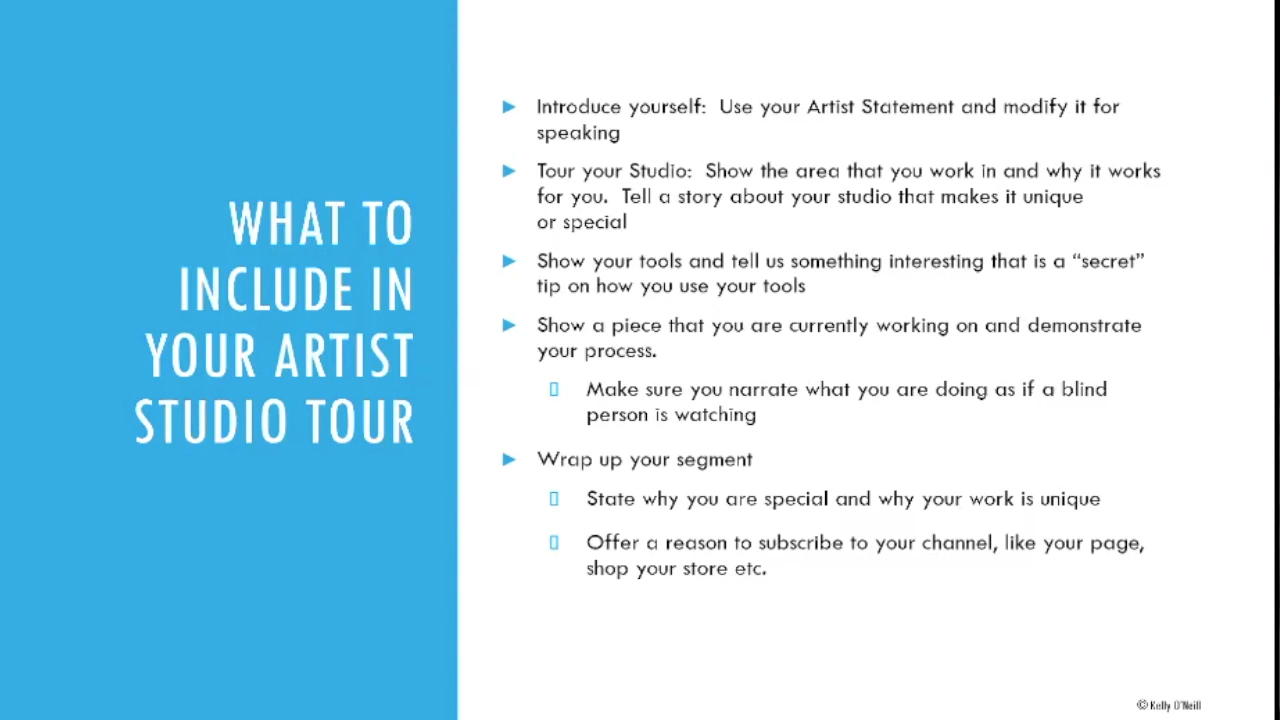 WHAT TO
INCLUDE IN
YOUR ARTIST
STUDIO TOUR
Introduce yourself: Use your Artist Statement and modify it for
speaking
Tour your Studio: Show the area that you work in and why it works
for you. Tell a story about your studio that makes it unique
or special
Show your tools and tell us something interesting that is a “secret”
tip on how you use your tools
Show a piece that you are currently working on and demonstrate
your process.
Make sure you narrate what you are doing as if a blind
person is watching
Wrap up your segment
State why you are special and why your work is unique
Offer a reason to subscribe to your channel, like your page,
shop your store etc.
© Kelly O'Neill